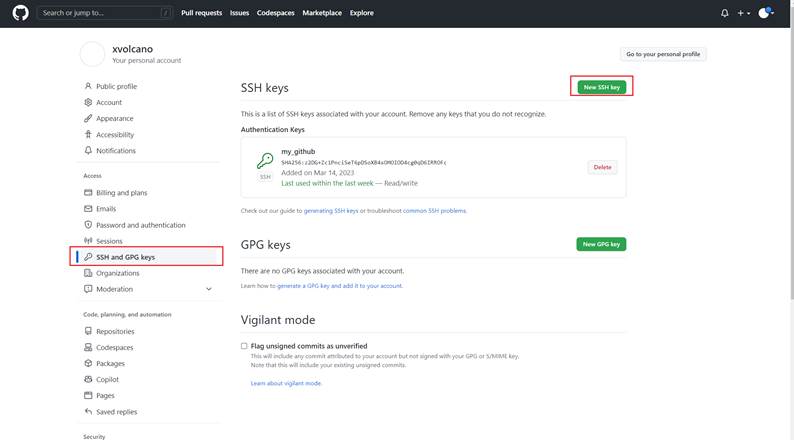 Search or jump to... /
Pull requests Issues Codespaces Marketplace Explore
xvolcano
Your personal account
Go to your personal profile
Public profile
Account
Appearance
Accessibility
Notifications
Access
Billing and plans
Emails
Password and authentication
Sessions
SSH and GPG keys
Organizations
Moderation
Code, planning, and automation
Repositories
Codespaces
Packages
Copilot
Pages
Saved replies
Security
SSH keys
New SSH key
This is a list of SSH keys associated with your account. Remove any keys that you do not recognize.
Authentication Keys
my_github
SSH
Added on Mar 14, 2023
Last used within the last week — Read/write
Delete
Check out our guide to generating SSH keys or troubleshoot common SSH problems.
GPG keys
New GPG key
There are no GPG keys associated with your account.
Learn how to generate a GPG key and add it to your account.
Vigilant mode
Flag unsigned commits as unverified
This will include any commit attributed to your account but not signed with your GPG or S/MIME key.
Note that this will include your existing unsigned commits.
Learn about vigilant mode.